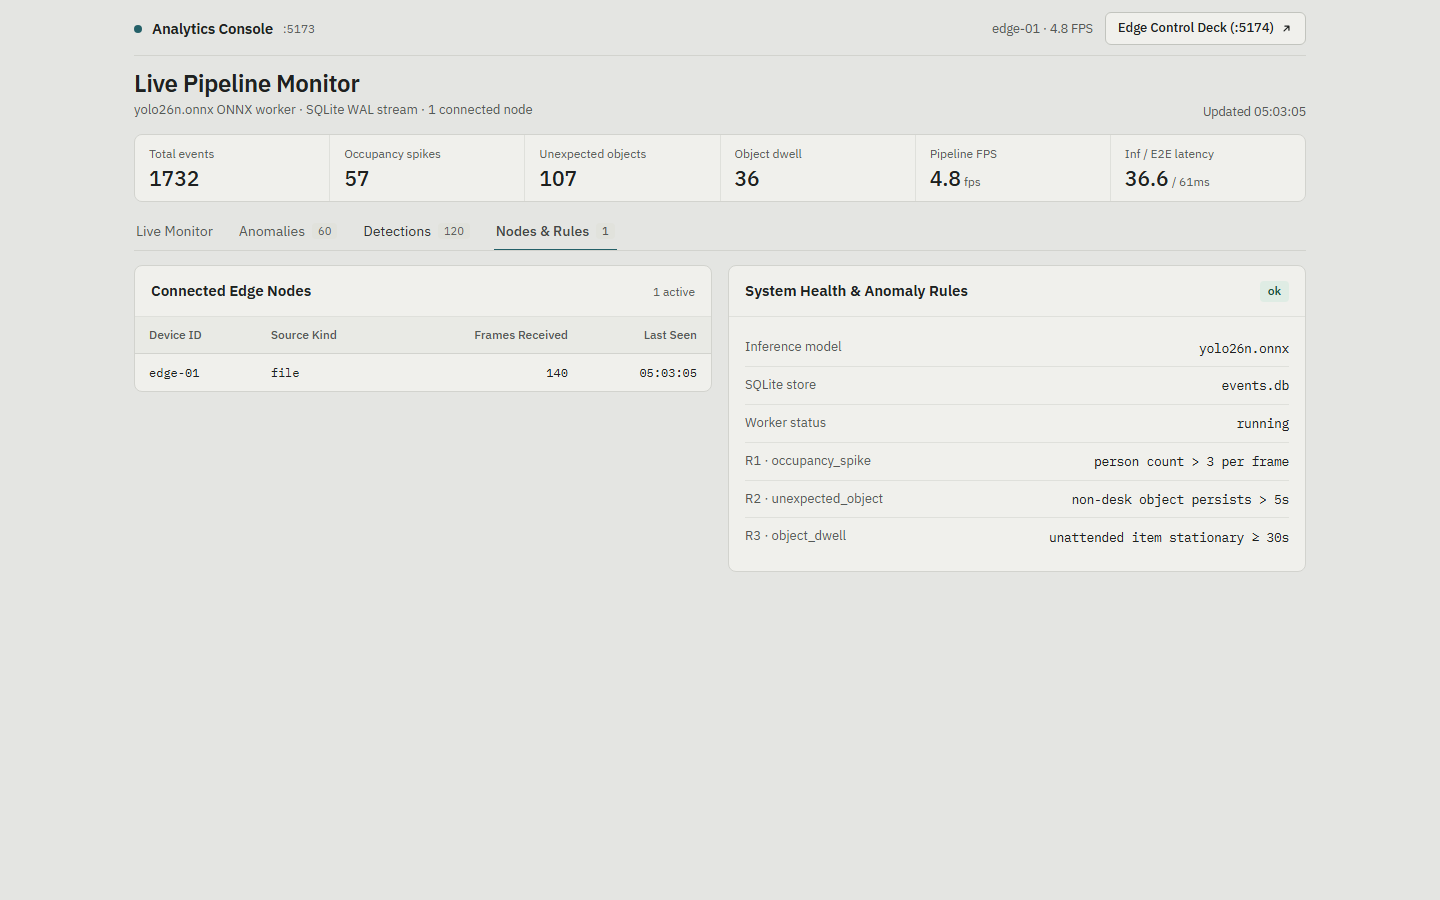 Analytics Console :5173
edge-01 · 4.8 FPS
Edge Control Deck (:5174) ↗
Live Pipeline Monitor
yolo26n.onnx ONNX worker · SQLite WAL stream · 1 connected node
Updated 05:03:05
Total events
1732
Occupancy spikes
57
Unexpected objects
107
Object dwell
36
Pipeline FPS
4.8 fps
Inf / E2E latency
36.6 / 61ms
Live Monitor
Anomalies 60
Detections 120
Nodes & Rules 1
Connected Edge Nodes
1 active
Device ID Source Kind Frames Received Last Seen
edge-01 file 140 05:03:05
System Health & Anomaly Rules
ok
Inference model yolo26n.onnx
SQLite store events.db
Worker status running
R1 · occupancy_spike person count > 3 per frame
R2 · unexpected_object non-desk object persists > 5s
R3 · object_dwell unattended item stationary ≥ 30s